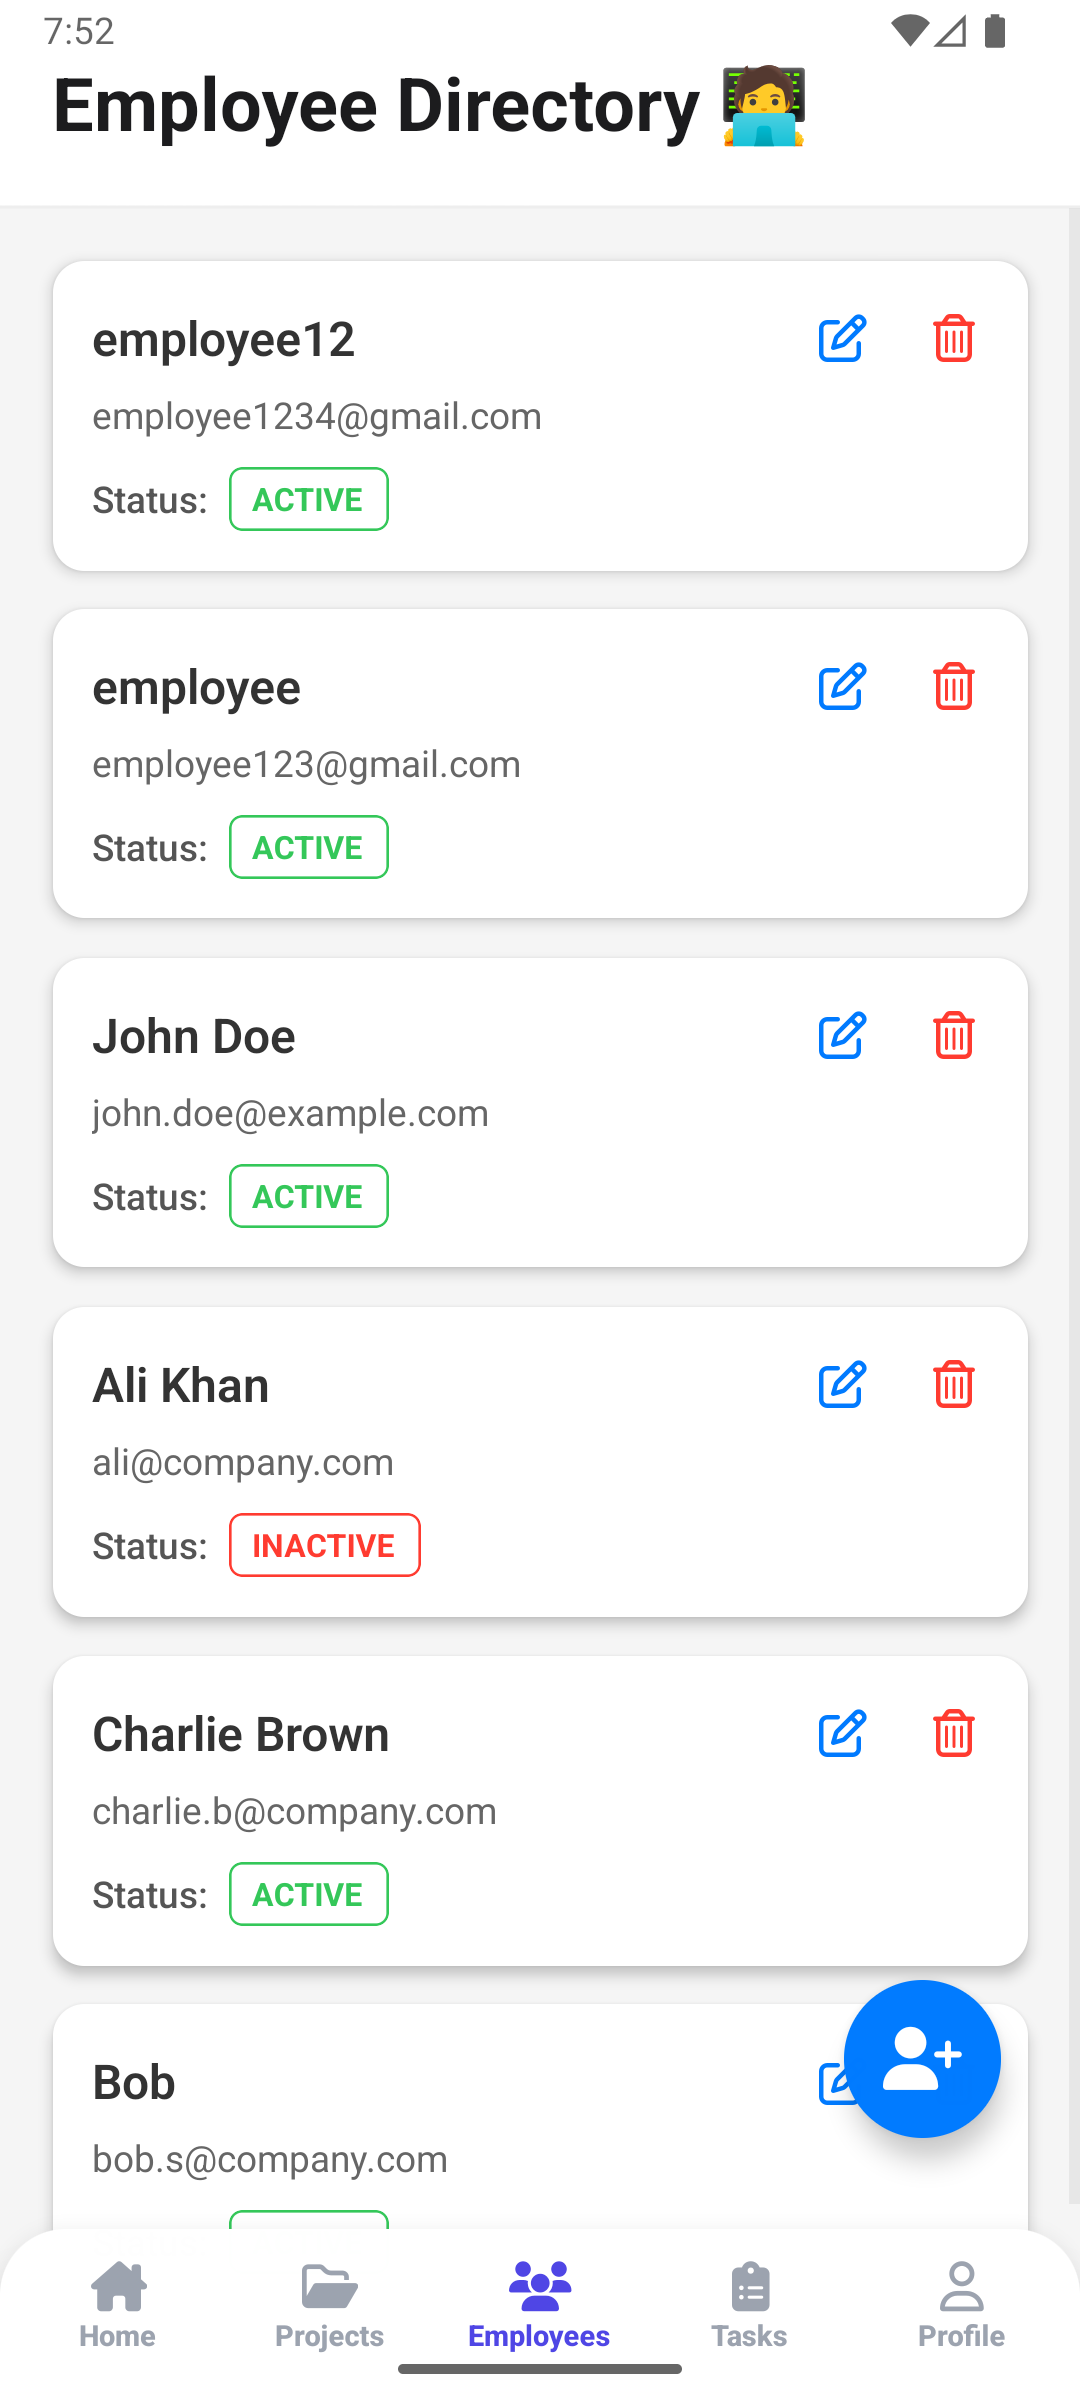 7:52
Employee Directory 🧑‍💻
employee12
employee1234@gmail.com
Status: ACTIVE
employee
employee123@gmail.com
Status: ACTIVE
John Doe
john.doe@example.com
Status: ACTIVE
Ali Khan
ali@company.com
Status: INACTIVE
Charlie Brown
charlie.b@company.com
Status: ACTIVE
Bob
bob.s@company.com
Home Projects Employees Tasks Profile